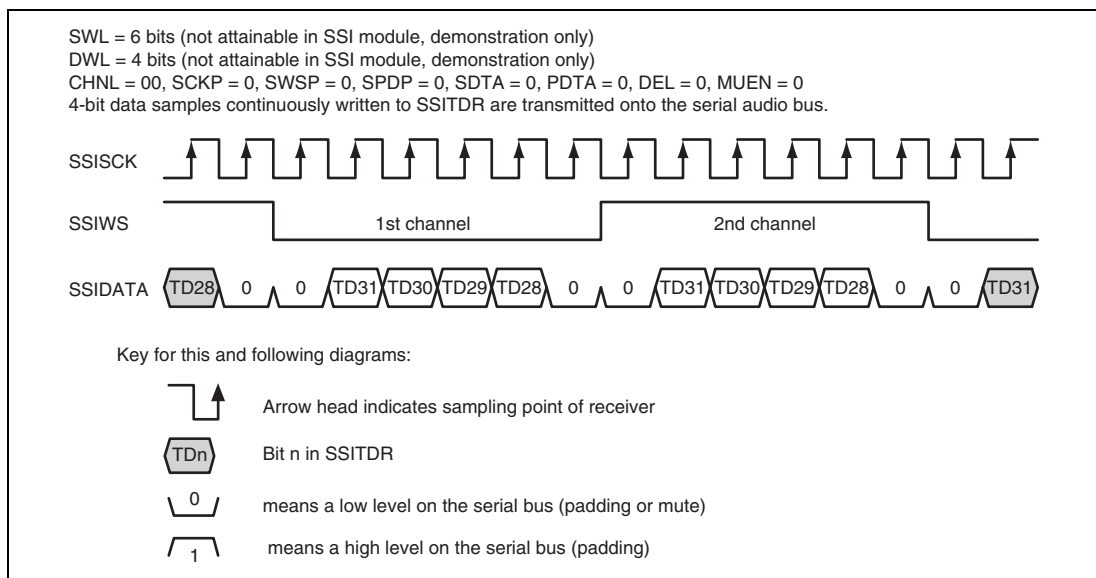 SWL = 6 bits (not attainable in SSI module, demonstration only)
DWL = 4 bits (not attainable in SSI module, demonstration only)
CHNL = 00, SCKP = 0, SWSP = 0, SPDP = 0, SDTA = 0, PDTA = 0, DEL = 0, MUEN = 0
4-bit data samples continuously written to SSITDR are transmitted onto the serial audio bus.
SSISCK
SSIWS 1st channel 2nd channel
SSIDATA TD28 0 0 TD31 TD30 TD29 TD28 0 0 TD31 TD30 TD29 TD28 0 0 TD31
Key for this and following diagrams:
Arrow head indicates sampling point of receiver
TDn Bit n in SSITDR
0 means a low level on the serial bus (padding or mute)
1 means a high level on the serial bus (padding)